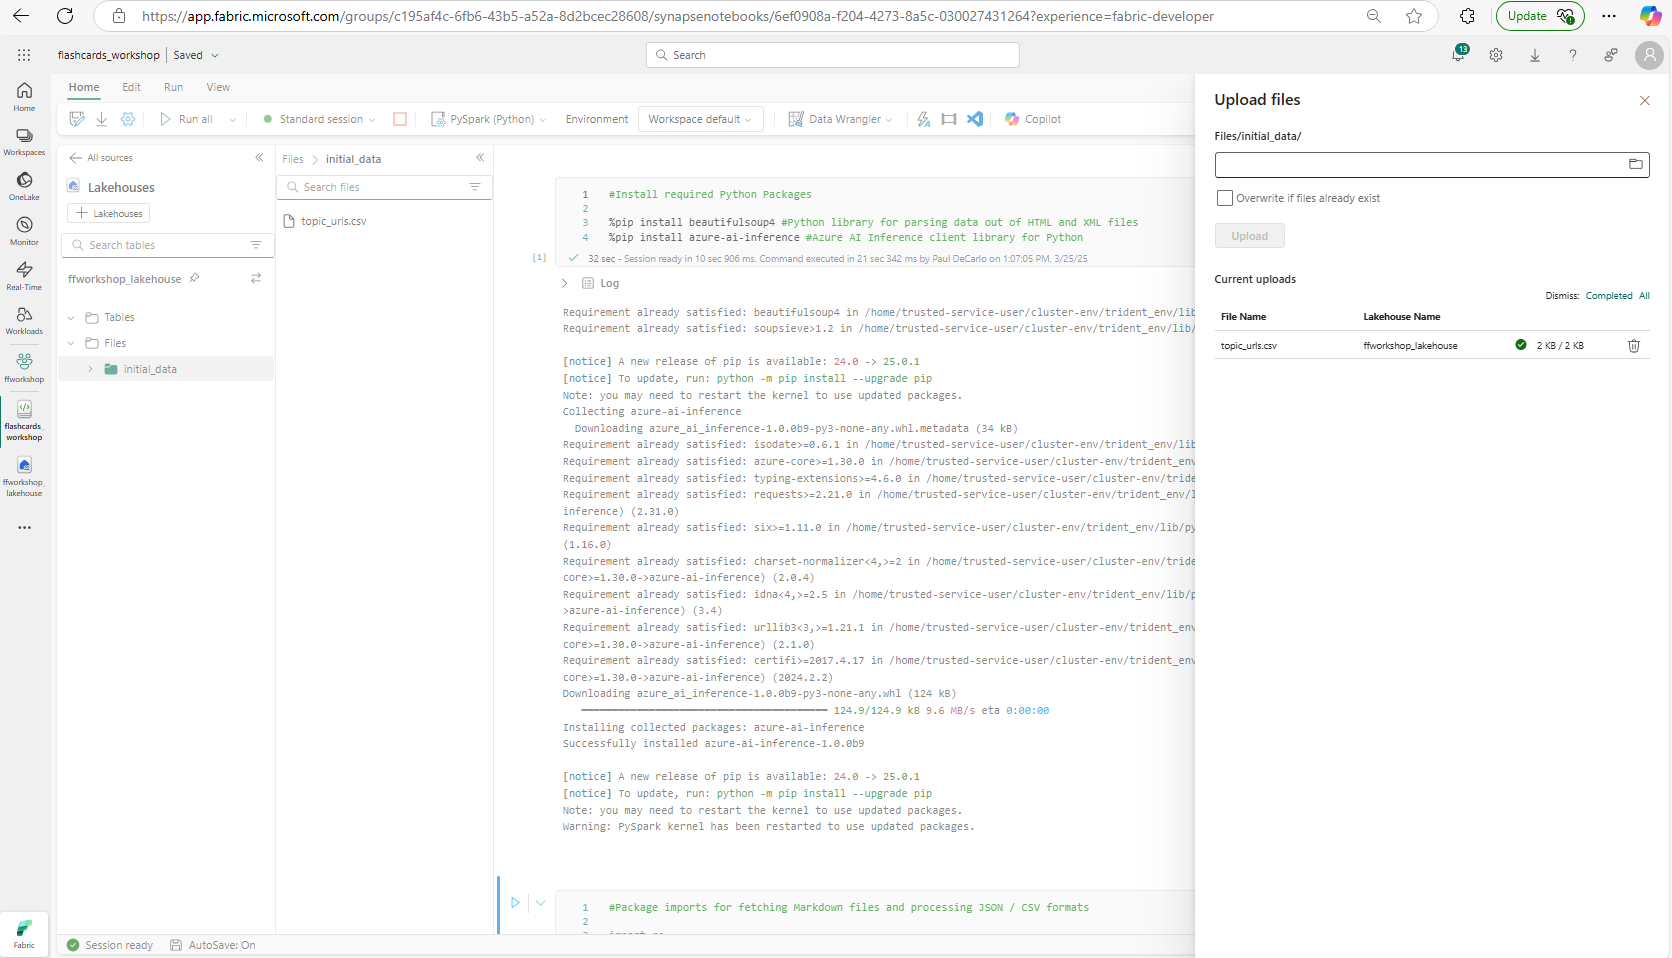 https://app.fabric.microsoft.com/groups/c195af4c-6fb6-43b5-a52a-8d2bcec28608/synapsenotebooks/6ef0908a-f204-4273-8a5c-030027431264?experience=fabric-developer
Update
flashcards_workshop
Saved
Search
13
Home
Workspaces
OneLake
Monitor
Real-Time
Workloads
ffworkshop
flashcards_
workshop
ffworkshop_
lakehouse
Fabric
Home Edit Run View
Run all
Standard session
PySpark (Python)
Environment
Workspace default
Data Wrangler
Copilot
All sources
Lakehouses
Lakehouses
Search tables
ffworkshop_lakehouse
Tables
Files
initial_data
Files
initial_data
Search files
topic_urls.csv
1 #Install required Python Packages
2
3 %pip install beautifulsoup4 #Python library for parsing data out of HTML and XML files
4 %pip install azure-ai-inference #Azure AI Inference client library for Python
[1]
32 sec - Session ready in 10 sec 906 ms. Command executed in 21 sec 342 ms by Paul DeCarlo on 1:07:05 PM, 3/25/25
Log
Requirement already satisfied: beautifulsoup4 in /home/trusted-service-user/cluster-env/trident_env/lib
Requirement already satisfied: soupsieve>1.2 in /home/trusted-service-user/cluster-env/trident_env/lib/
[notice] A new release of pip is available: 24.0 -> 25.0.1
[notice] To update, run: python -m pip install --upgrade pip
Note: you may need to restart the kernel to use updated packages.
Collecting azure-ai-inference
Downloading azure_ai_inference-1.0.0b9-py3-none-any.whl.metadata (34 kB)
Requirement already satisfied: isodate>=0.6.1 in /home/trusted-service-user/cluster-env/trident_env/lib
Requirement already satisfied: azure-core>=1.30.0 in /home/trusted-service-user/cluster-env/trident_env
Requirement already satisfied: typing-extensions>=4.6.0 in /home/trusted-service-user/cluster-env/tride
Requirement already satisfied: requests>=2.21.0 in /home/trusted-service-user/cluster-env/trident_env/l
inference) (2.31.0)
Requirement already satisfied: six>=1.11.0 in /home/trusted-service-user/cluster-env/trident_env/lib/py
(1.16.0)
Requirement already satisfied: charset-normalizer<4,>=2 in /home/trusted-service-user/cluster-env/tride
core>=1.30.0->azure-ai-inference) (2.0.4)
Requirement already satisfied: idna<4,>=2.5 in /home/trusted-service-user/cluster-env/trident_env/lib/p
>azure-ai-inference) (3.4)
Requirement already satisfied: urllib3<3,>=1.21.1 in /home/trusted-service-user/cluster-env/trident_env
core>=1.30.0->azure-ai-inference) (2.1.0)
Requirement already satisfied: certifi>=2017.4.17 in /home/trusted-service-user/cluster-env/trident_env
core>=1.30.0->azure-ai-inference) (2024.2.2)
Downloading azure_ai_inference-1.0.0b9-py3-none-any.whl (124 kB)
124.9/124.9 kB 9.6 MB/s eta 0:00:00
Installing collected packages: azure-ai-inference
Successfully installed azure-ai-inference-1.0.0b9
[notice] A new release of pip is available: 24.0 -> 25.0.1
[notice] To update, run: python -m pip install --upgrade pip
Note: you may need to restart the kernel to use updated packages.
Warning: PySpark kernel has been restarted to use updated packages.
1 #Package imports for fetching Markdown files and processing JSON / CSV formats
2
Session ready
AutoSave: On
Upload files
Files/initial_data/
Overwrite if files already exist
Upload
Current uploads
Dismiss: Completed All
File Name Lakehouse Name
topic_urls.csv ffworkshop_lakehouse 2 KB / 2 KB